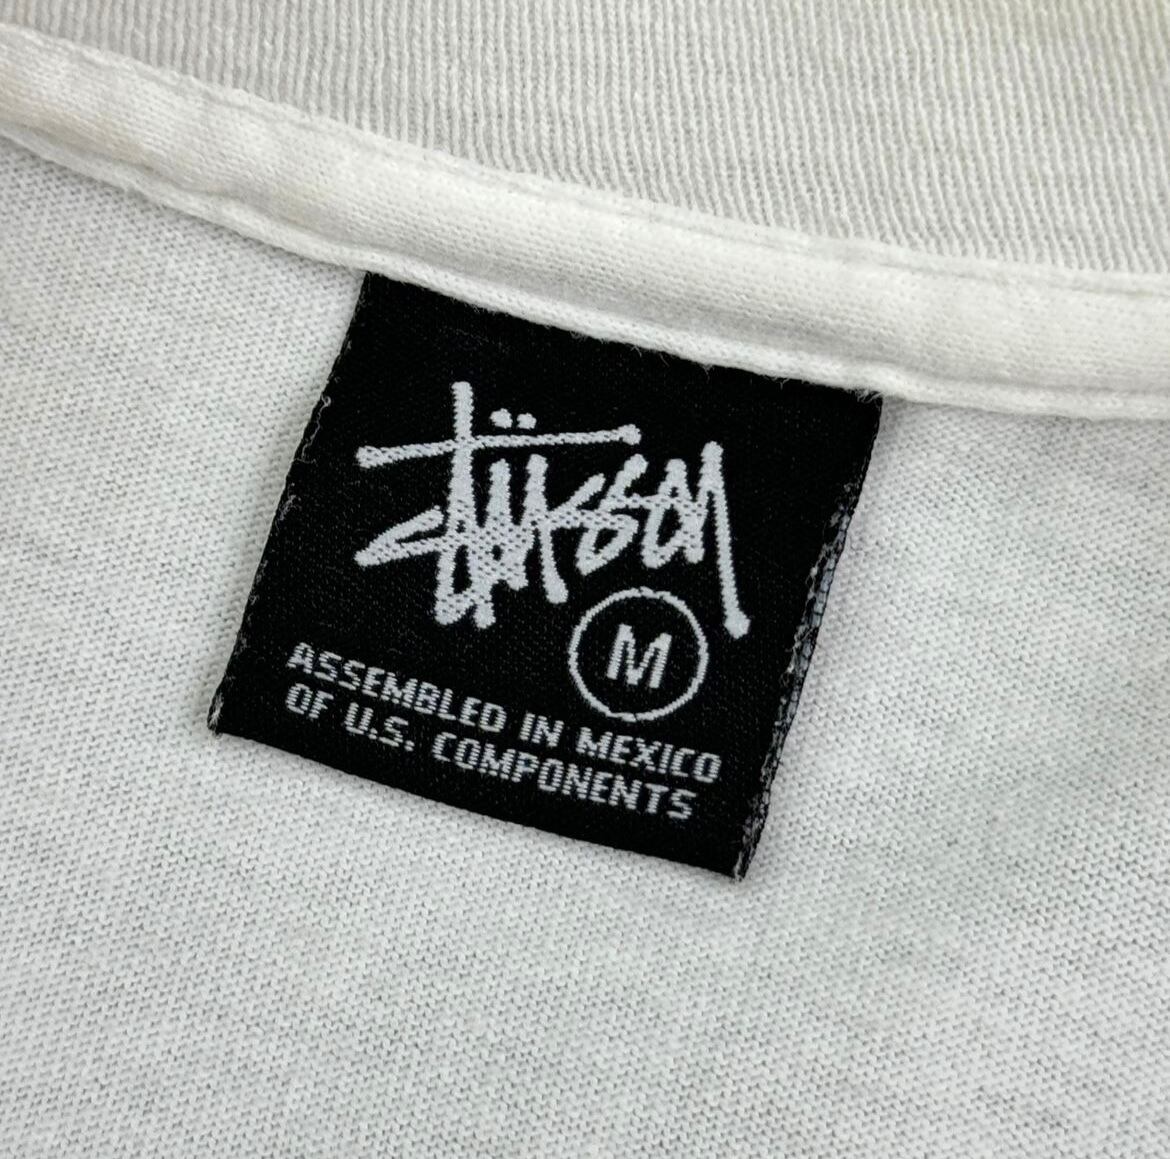 Stüssy
M
ASSEMBLED IN MEXICO
OF U.S. COMPONENTS